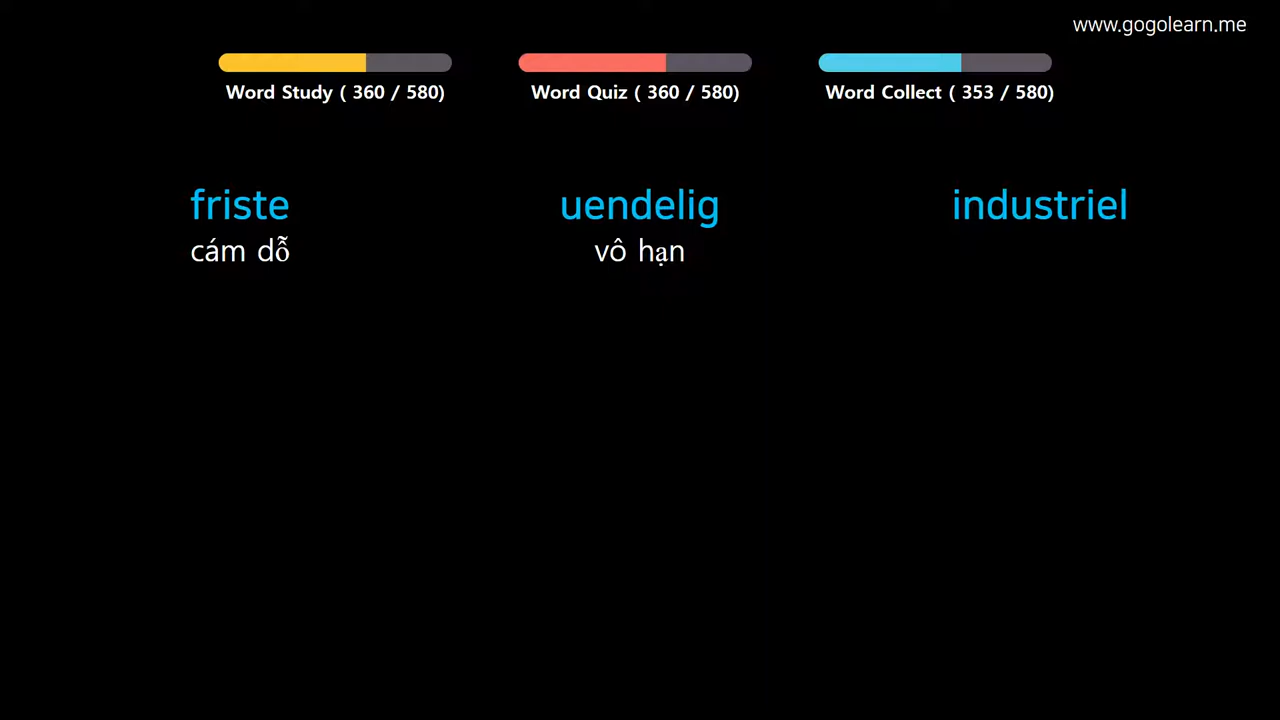 www.gogolearn.me
Word Study ( 360 / 580)
Word Quiz ( 360 / 580)
Word Collect ( 353 / 580)
friste
uendelig
industriel
cám dỗ
vô hạn